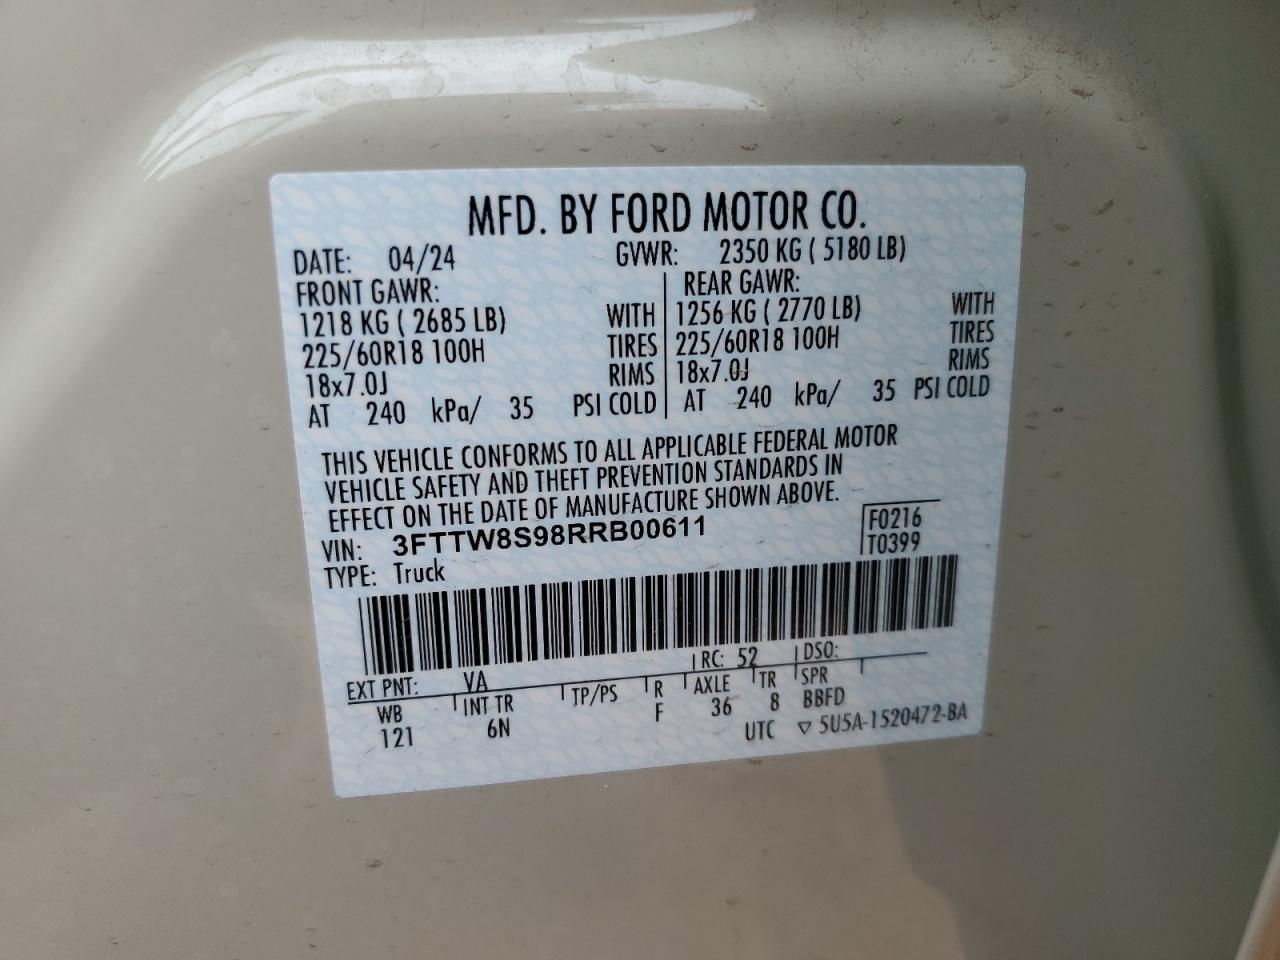 MFD. BY FORD MOTOR CO.
DATE: 04/24 GVWR: 2350 KG ( 5180 LB)
FRONT GAWR: REAR GAWR:
1218 KG ( 2685 LB) WITH 1256 KG ( 2770 LB) WITH
225/60R18 100H TIRES 225/60R18 100H TIRES
18x7.0J RIMS 18x7.0J RIMS
AT 240 kPa/ 35 PSI COLD AT 240 kPa/ 35 PSI COLD
THIS VEHICLE CONFORMS TO ALL APPLICABLE FEDERAL MOTOR
VEHICLE SAFETY AND THEFT PREVENTION STANDARDS IN
EFFECT ON THE DATE OF MANUFACTURE SHOWN ABOVE.
VIN: 3FTTW8S98RRB00611 F0216
TYPE: Truck T0399
EXT PNT: VA RC: 52 DSO:
WB INT TR TP/PS R AXLE TR SPR
121 6N F 36 8 BBFD
UTC ▽ 5U5A-1520472-BA